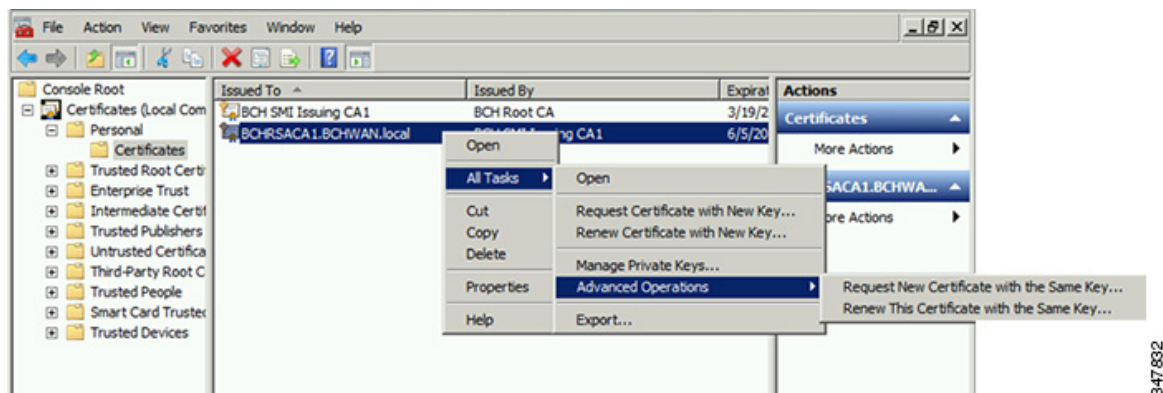 File Action View Favorites Window Help
Console Root
Certificates (Local Com
Personal
Certificates
Trusted Root Certi
Enterprise Trust
Intermediate Certif
Trusted Publishers
Untrusted Certifica
Third-Party Root C
Trusted People
Smart Card Trusted
Trusted Devices
Issued To Issued By Expirat
BCH SMI Issuing CA1 BCH Root CA 3/19/2
BCHRSACA1.BCHWAN.local ng CA1 6/5/20
Open
All Tasks
Cut
Copy
Delete
Properties
Help
Open
Request Certificate with New Key...
Renew Certificate with New Key...
Manage Private Keys...
Advanced Operations
Export...
Request New Certificate with the Same Key...
Renew This Certificate with the Same Key...
Actions
Certificates
More Actions
SACA1.BCHWA...
ore Actions
347832